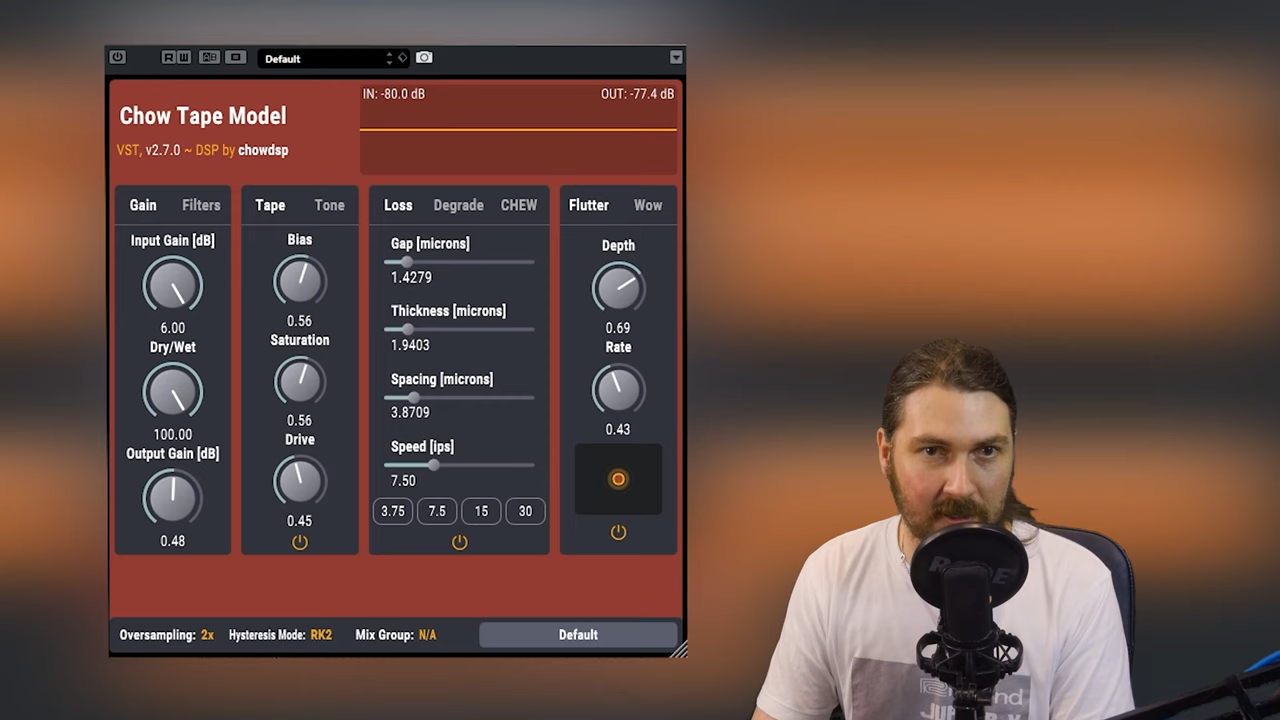 Default
IN: -80.0 dB OUT: -77.4 dB
Chow Tape Model
VST, v2.7.0 ~ DSP by chowdsp
Gain Filters
Input Gain [dB]
6.00
Dry/Wet
100.00
Output Gain [dB]
0.48
Tape Tone
Bias
0.56
Saturation
0.56
Drive
0.45
Loss Degrade CHEW
Gap [microns]
1.4279
Thickness [microns]
1.9403
Spacing [microns]
3.8709
Speed [ips]
7.50
3.75 7.5 15 30
Flutter Wow
Depth
0.69
Rate
0.43
Oversampling: 2x Hysteresis Mode: RK2 Mix Group: N/A Default